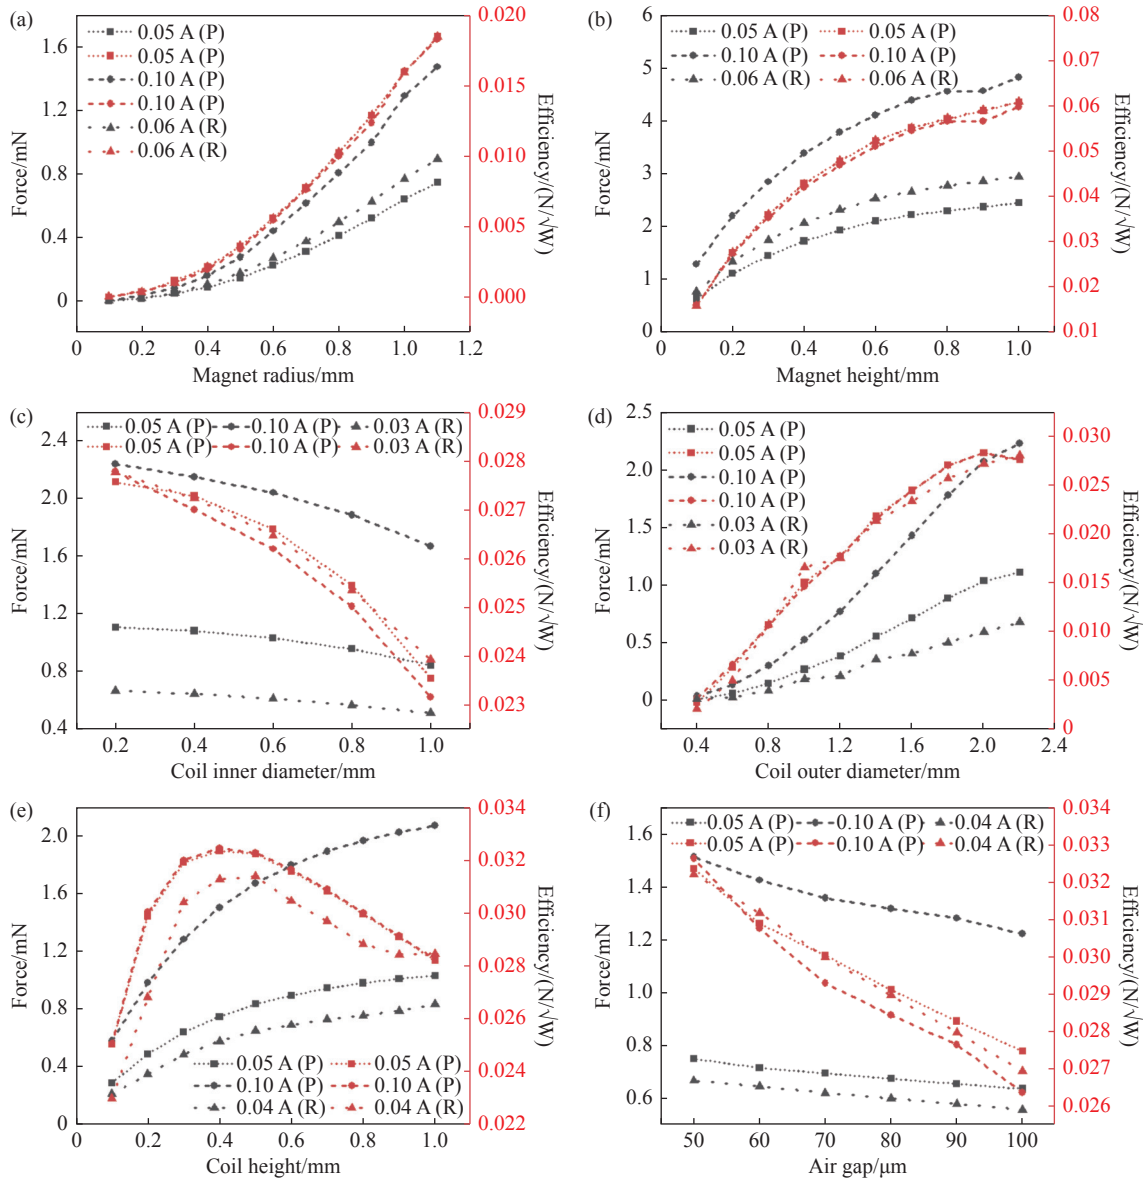 (a)
0.05 A (P)
0.05 A (P)
0.10 A (P)
0.10 A (P)
0.06 A (R)
0.06 A (R)
1.6
1.2
0.8
0.4
0
Force/mN
0.020
0.015
0.010
0.005
0.000
Efficiency/(N/√W)
0 0.2 0.4 0.6 0.8 1.0 1.2
Magnet radius/mm
(b)
0.05 A (P) 0.05 A (P)
0.10 A (P) 0.10 A (P)
0.06 A (R) 0.06 A (R)
6
5
4
3
2
1
0
Force/mN
0.08
0.07
0.06
0.05
0.04
0.03
0.02
0.01
Efficiency/(N/√W)
0 0.2 0.4 0.6 0.8 1.0
Magnet height/mm
(c)
0.05 A (P) 0.10 A (P) 0.03 A (R)
0.05 A (P) 0.10 A (P) 0.03 A (R)
2.4
2.0
1.6
1.2
0.8
0.4
Force/mN
0.029
0.028
0.027
0.026
0.025
0.024
0.023
Efficiency/(N/√W)
0.2 0.4 0.6 0.8 1.0
Coil inner diameter/mm
(d)
0.05 A (P)
0.05 A (P)
0.10 A (P)
0.10 A (P)
0.03 A (R)
0.03 A (R)
2.5
2.0
1.5
1.0
0.5
0
Force/mN
0.030
0.025
0.020
0.015
0.010
0.005
0
Efficiency/(N/√W)
0.4 0.8 1.2 1.6 2.0 2.4
Coil outer diameter/mm
(e)
0.05 A (P) 0.05 A (P)
0.10 A (P) 0.10 A (P)
0.04 A (R) 0.04 A (R)
2.0
1.6
1.2
0.8
0.4
0
Force/mN
0.034
0.032
0.030
0.028
0.026
0.024
0.022
Efficiency/(N/√W)
0 0.2 0.4 0.6 0.8 1.0
Coil height/mm
(f)
0.05 A (P) 0.10 A (P) 0.04 A (R)
0.05 A (P) 0.10 A (P) 0.04 A (R)
1.6
1.4
1.2
1.0
0.8
0.6
Force/mN
0.034
0.033
0.032
0.031
0.030
0.029
0.028
0.027
0.026
Efficiency/(N/√W)
50 60 70 80 90 100
Air gap/μm